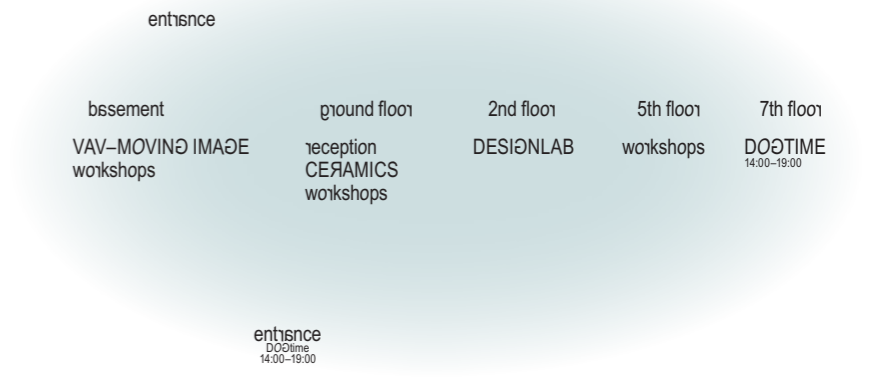 entrance
basement ground floor 2nd floor 5th floor 7th floor
VAV–MOVING IMAGE reception DESIGNLAB workshops DOGTIME
workshops CERAMICS 14:00–19:00
workshops
entrance
DOGtime
14:00–19:00